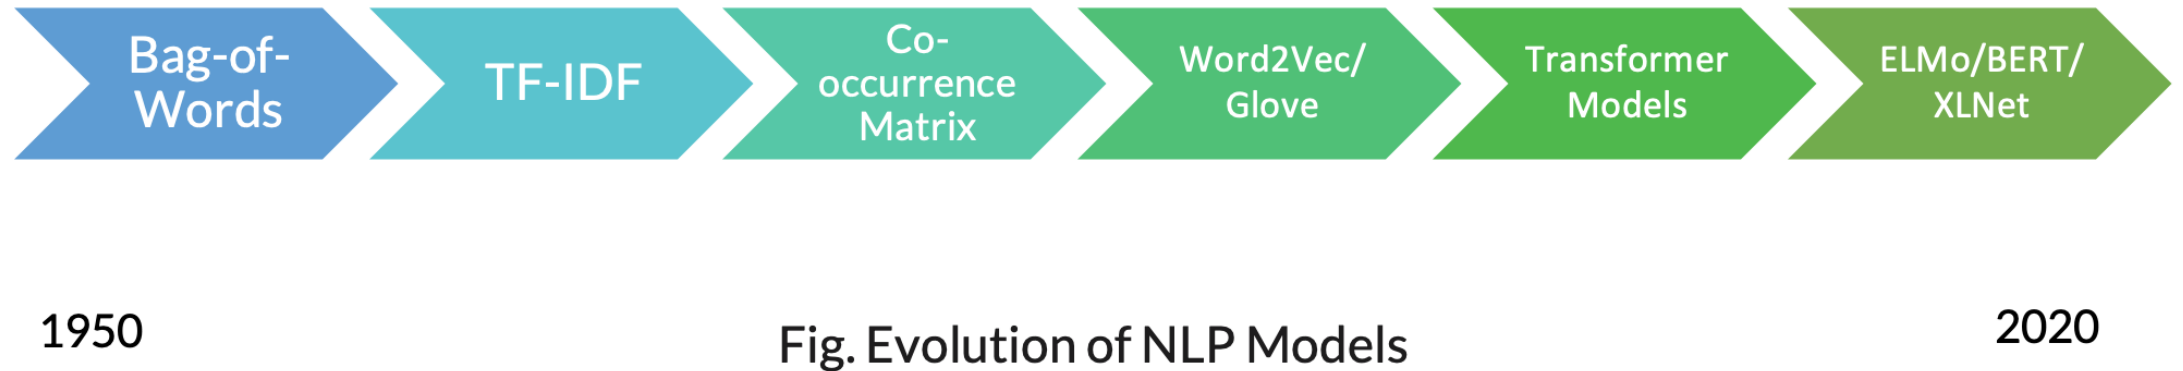 Bag-of-
Words
TF-IDF
Co-
occurrence
Matrix
Word2Vec/
Glove
Transformer
Models
ELMo/BERT/
XLNet
1950
Fig. Evolution of NLP Models
2020